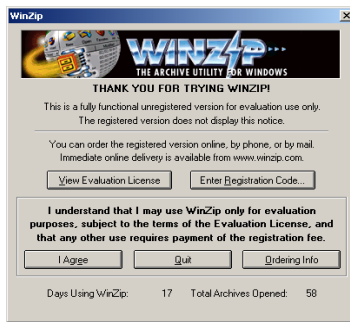 WinZip
WINZIP
THE ARCHIVE UTILITY FOR WINDOWS
THANK YOU FOR TRYING WINZIP!
This is a fully functional unregistered version for evaluation use only.
The registered version does not display this notice.
You can order the registered version online, by phone, or by mail.
Immediate online delivery is available from www.winzip.com.
View Evaluation License
Enter Registration Code...
I understand that I may use WinZip only for evaluation
purposes, subject to the terms of the Evaluation License, and
that any other use requires payment of the registration fee.
I Agree
Quit
Ordering Info
Days Using WinZip: 17 Total Archives Opened: 58